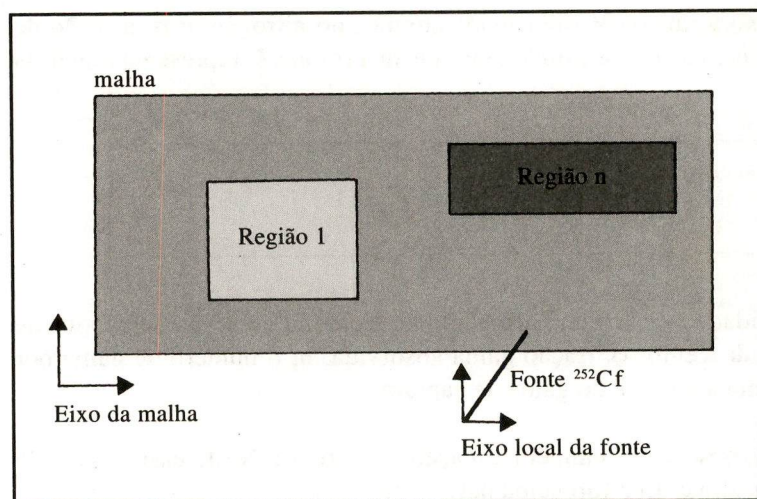 malha
Região n
Região 1
Fonte ²⁵²Cf
Eixo da malha
Eixo local da fonte